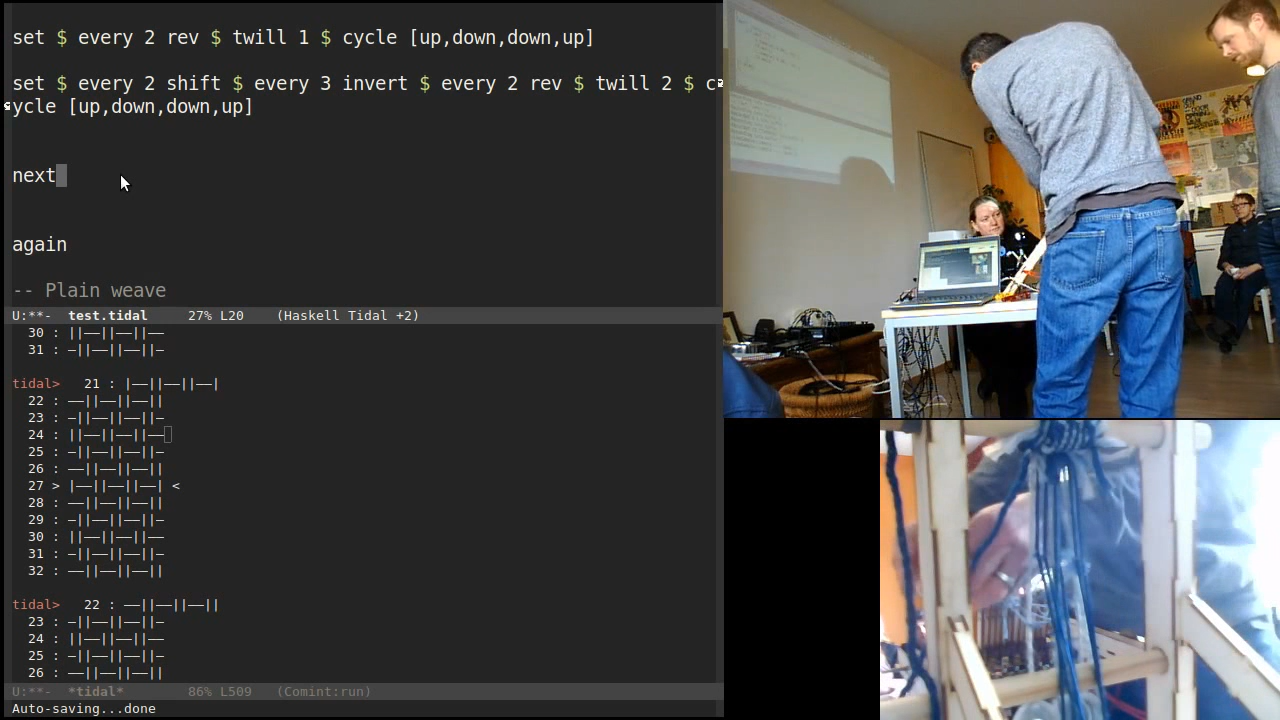 set $ every 2 rev $ twill 1 $ cycle [up,down,down,up]
set $ every 2 shift $ every 3 invert $ every 2 rev $ twill 2 $ c
ycle [up,down,down,up]
next
again
-- Plain weave
U:**-  test.tidal     27% L20    (Haskell Tidal +2)
30 : ||——||——||——
31 : —||——||——||—
tidal>   21 : |——||——||——|
22 : ——||——||——||
23 : —||——||——||—
24 : ||——||——||——
25 : —||——||——||—
26 : ——||——||——||
27 > |——||——||——| <
28 : ——||——||——||
29 : —||——||——||—
30 : ||——||——||——
31 : —||——||——||—
32 : ——||——||——||
tidal>   22 : ——||——||——||
23 : —||——||——||—
24 : ||——||——||——
25 : —||——||——||—
26 : ——||——||——||
U:**-  *tidal*        86% L509   (Comint:run)
Auto-saving...done